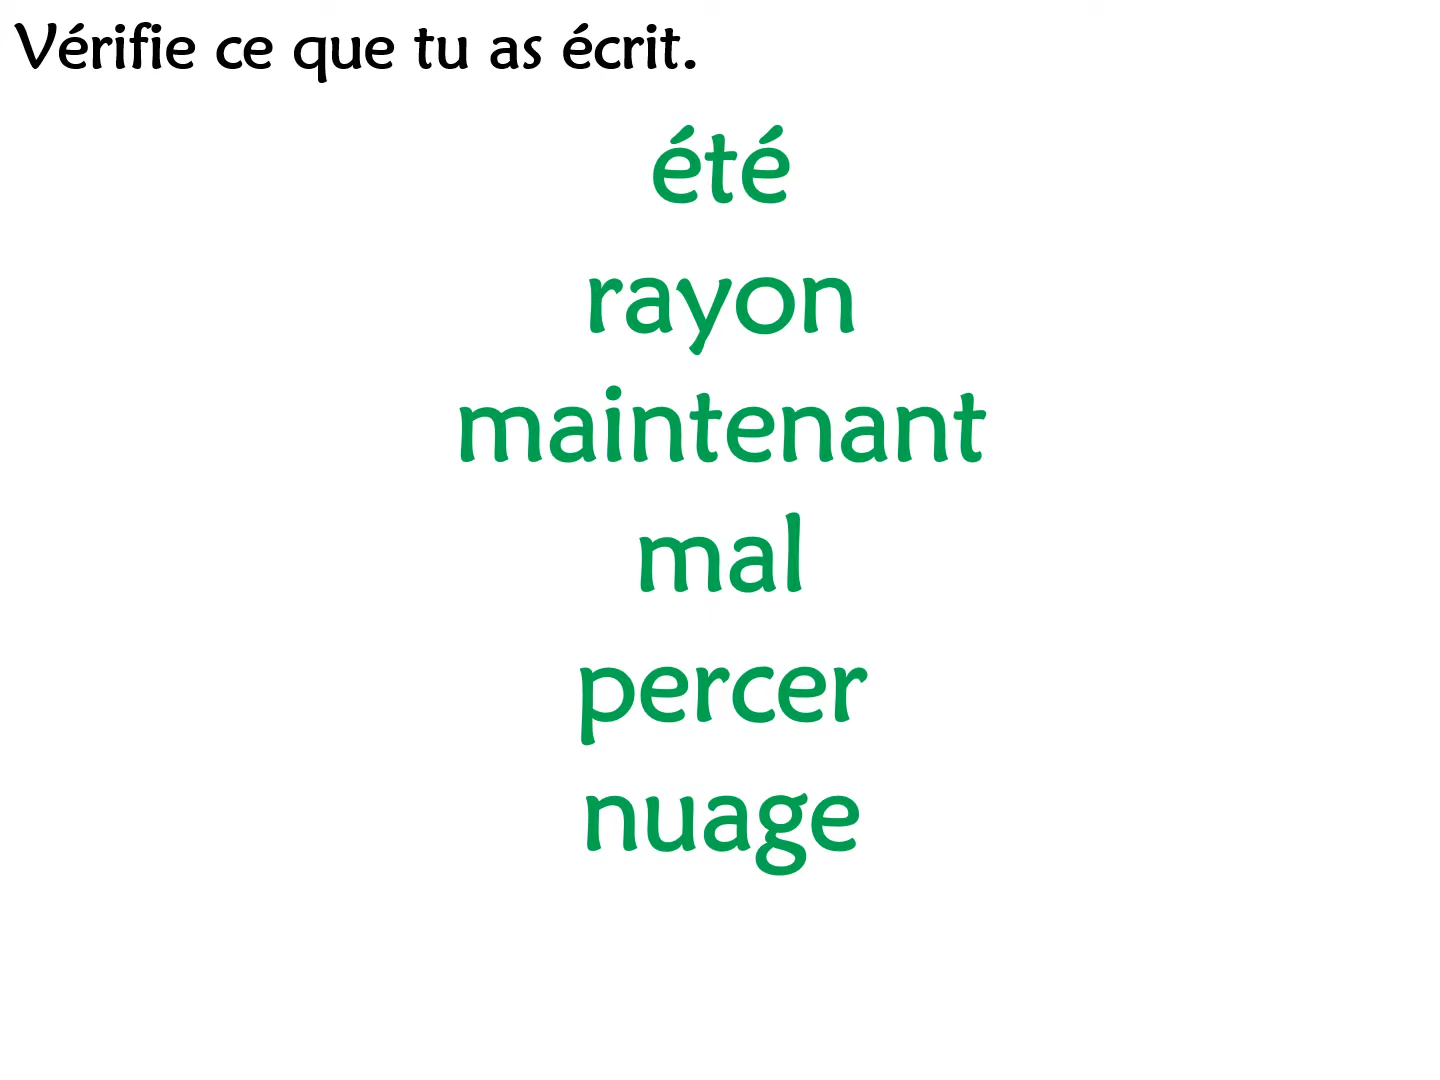 Vérifie ce que tu as écrit.
été
rayon
maintenant
mal
percer
nuage